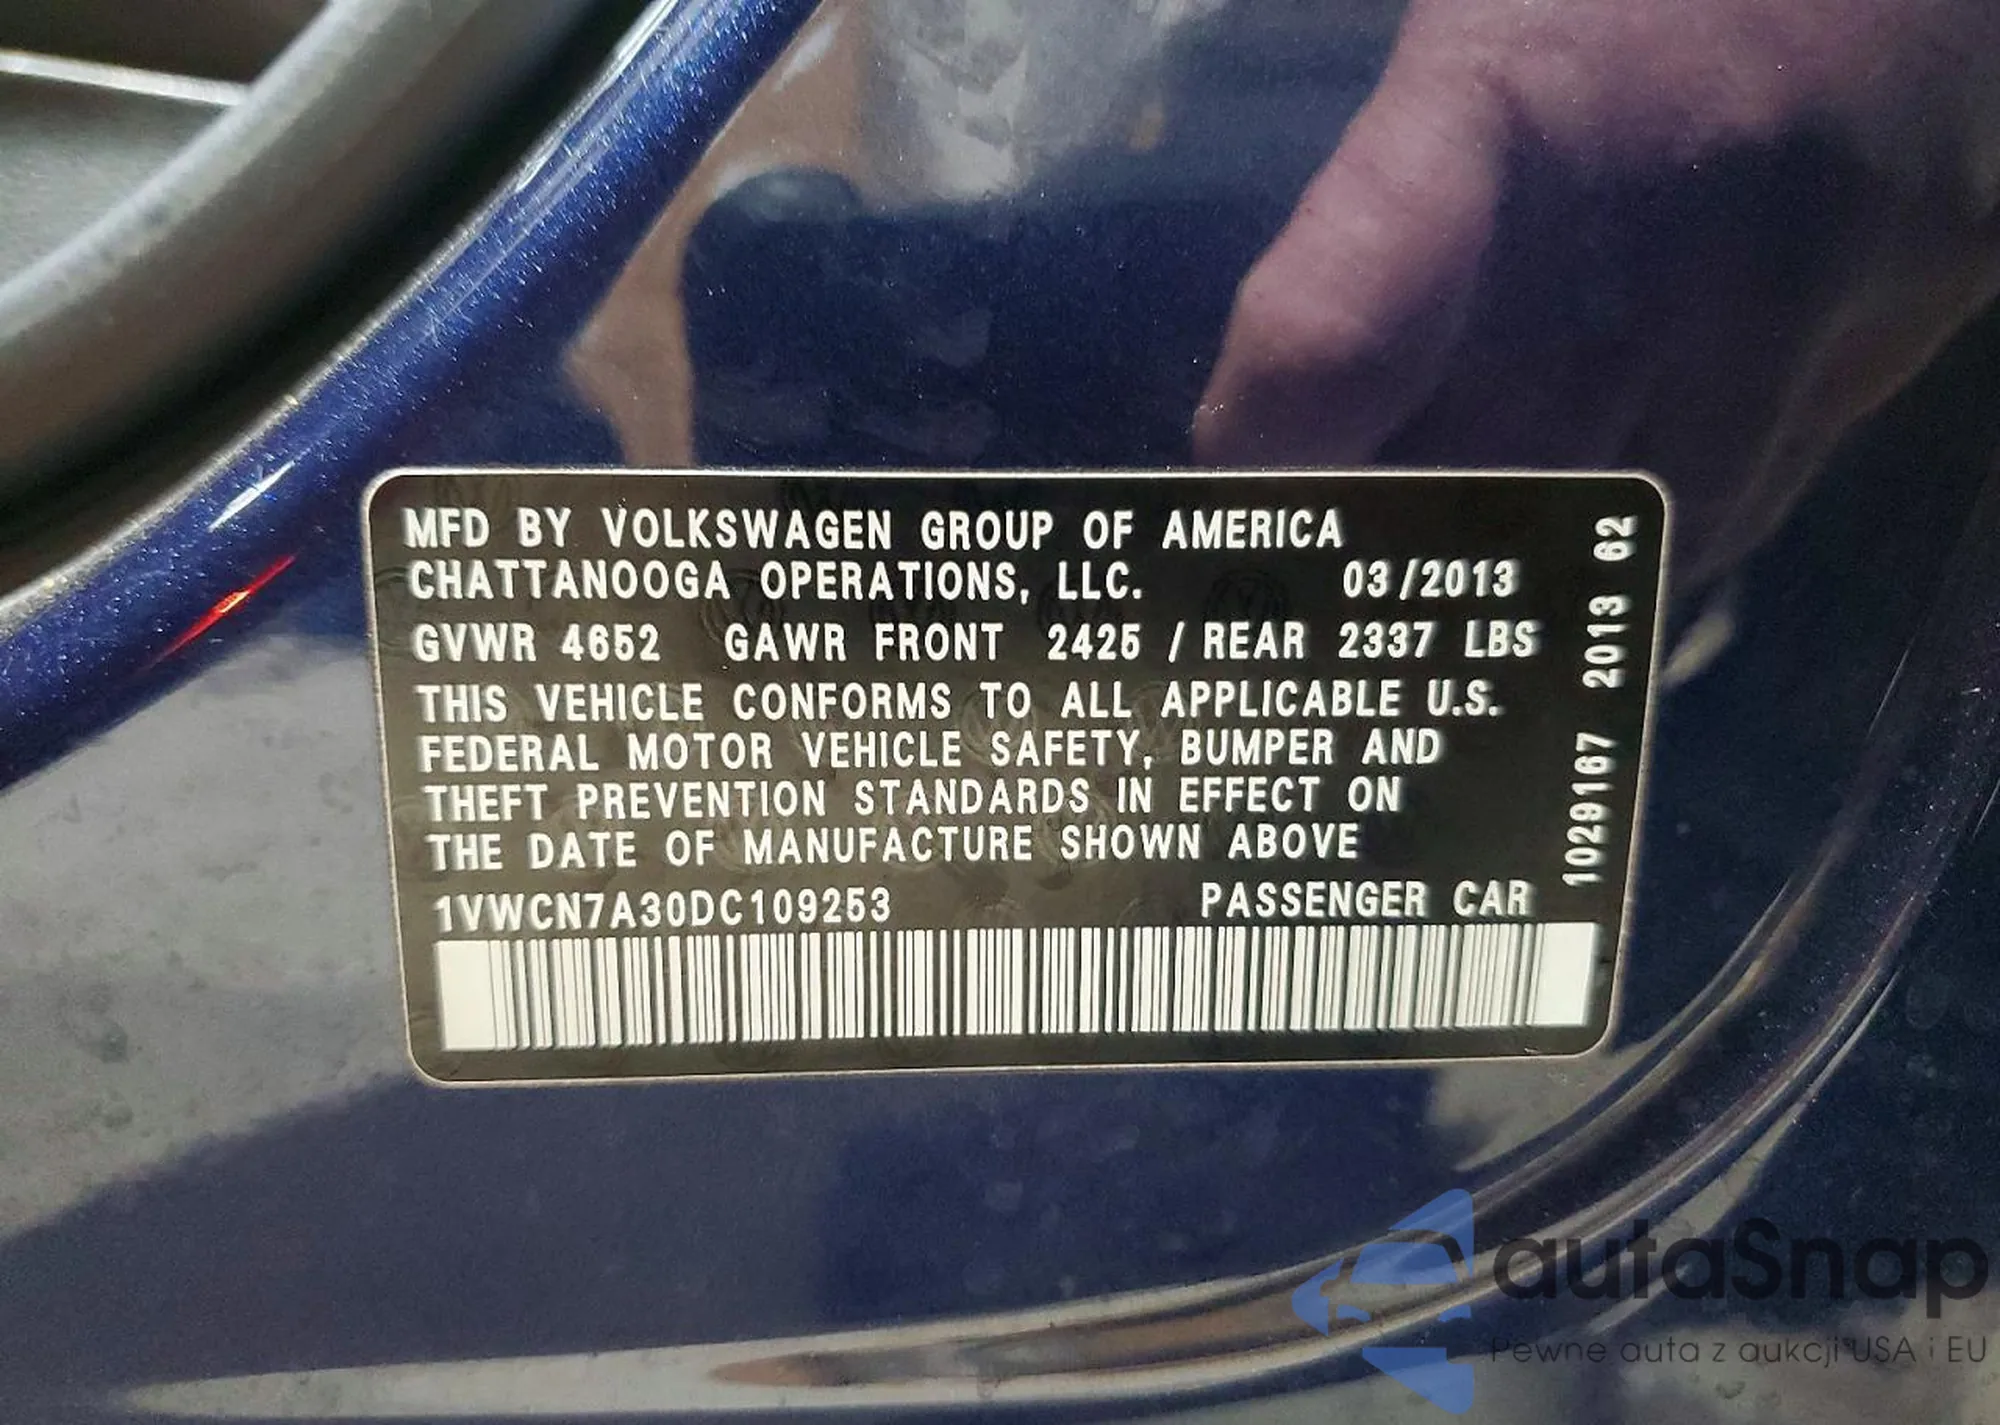 MFD BY VOLKSWAGEN GROUP OF AMERICA
CHATTANOOGA OPERATIONS, LLC. 03/2013
GVWR 4652 GAWR FRONT 2425 / REAR 2337 LBS
THIS VEHICLE CONFORMS TO ALL APPLICABLE U.S.
FEDERAL MOTOR VEHICLE SAFETY, BUMPER AND
THEFT PREVENTION STANDARDS IN EFFECT ON
THE DATE OF MANUFACTURE SHOWN ABOVE
1VWCN7A30DC109253 PASSENGER CAR
1029167 2013 62
autaSnap
Pewne auta z aukcji USA i EU